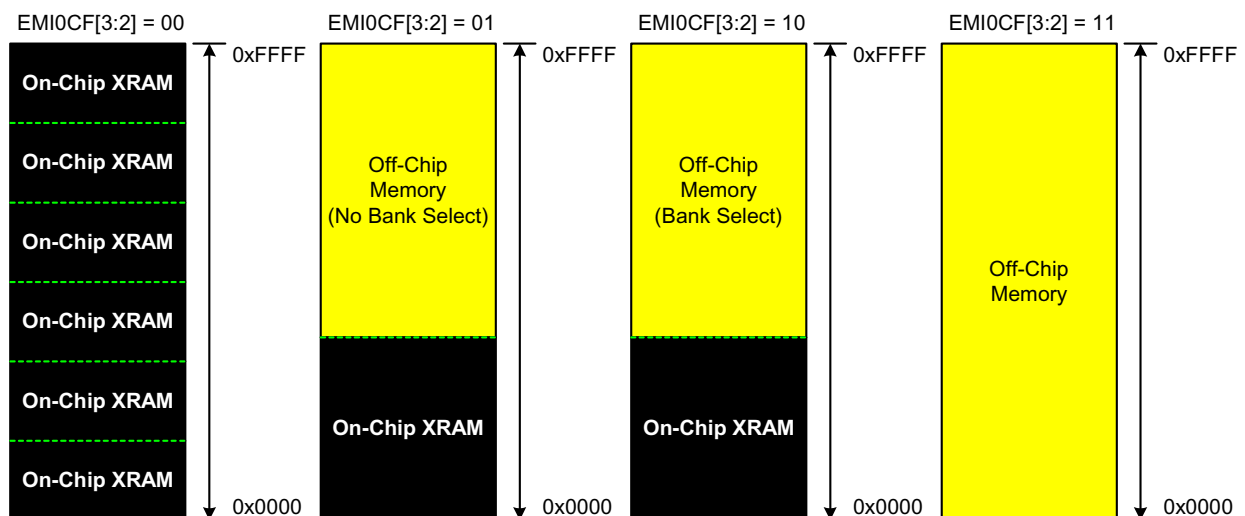 EMI0CF[3:2] = 00
EMI0CF[3:2] = 01
EMI0CF[3:2] = 10
EMI0CF[3:2] = 11
On-Chip XRAM
On-Chip XRAM
On-Chip XRAM
On-Chip XRAM
On-Chip XRAM
On-Chip XRAM
0xFFFF
0x0000
Off-Chip
Memory
(No Bank Select)
On-Chip XRAM
0xFFFF
0x0000
Off-Chip
Memory
(Bank Select)
On-Chip XRAM
0xFFFF
0x0000
Off-Chip
Memory
0xFFFF
0x0000